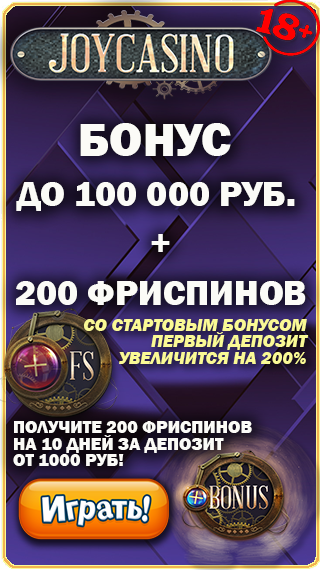 JOYCASINO
18+
БОНУС
ДО 100 000 РУБ.
+
200 ФРИСПИНОВ
СО СТАРТОВЫМ БОНУСОМ
ПЕРВЫЙ ДЕПОЗИТ
УВЕЛИЧИТСЯ НА 200%
+ FS
ПОЛУЧИТЕ 200 ФРИСПИНОВ
НА 10 ДНЕЙ ЗА ДЕПОЗИТ
ОТ 1000 РУБ!
Играть!
+BONUS